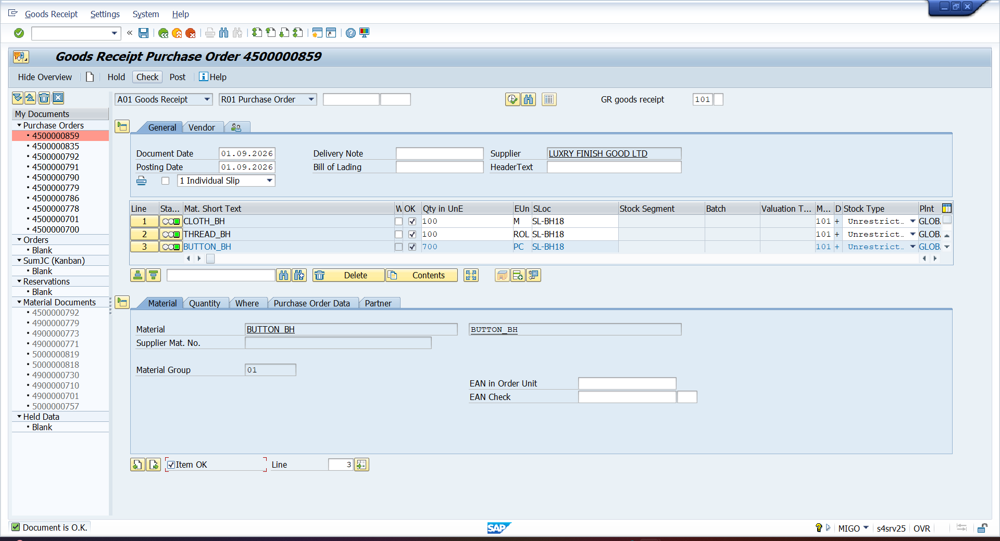 Goods Receipt Settings System Help
Goods Receipt Purchase Order 4500000859
Hide Overview Hold Check Post Help
A01 Goods Receipt R01 Purchase Order GR goods receipt 101
My Documents
Purchase Orders
4500000859
4500000835
4500000792
4500000791
4500000790
4500000779
4500000786
4500000778
4500000701
4500000700
Orders
Blank
SumJC (Kanban)
Blank
Reservations
Blank
Material Documents
4500000792
4900000779
4900000773
4900000771
5000000819
5000000818
4900000730
4900000710
4900000701
5000000757
Held Data
Blank
General Vendor
Document Date 01.09.2026 Delivery Note Supplier LUXRY FINISH GOOD LTD
Posting Date 01.09.2026 Bill of Lading HeaderText
1 Individual Slip
Line Sta... Mat. Short Text W OK Qty in UnE EUn SLoc Stock Segment Batch Valuation T... M... D Stock Type Plnt
1 CLOTH_BH 100 M SL-BH18 101 + Unrestrict... GLOB
2 THREAD_BH 100 ROL SL-BH18 101 + Unrestrict... GLOB
3 BUTTON_BH 700 PC SL-BH18 101 + Unrestrict... GLOB
Delete Contents
Material Quantity Where Purchase Order Data Partner
Material BUTTON_BH BUTTON_BH
Supplier Mat. No.
Material Group 01
EAN in Order Unit
EAN Check
Item OK Line 3
Document is O.K. SAP MIGO s4srv25 OVR